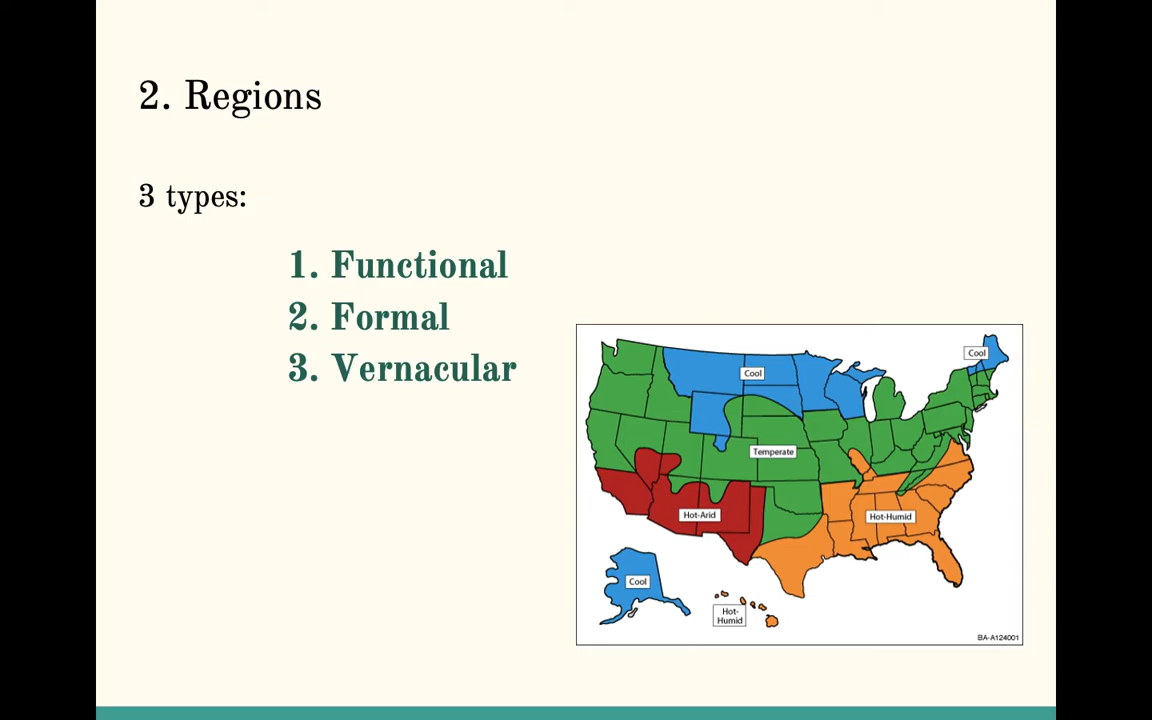 2. Regions
3 types:
1. Functional
2. Formal
3. Vernacular
Cool
Cool
Temperate
Hot-Arid
Hot-Humid
Cool
Hot-
Humid
BA-A124001